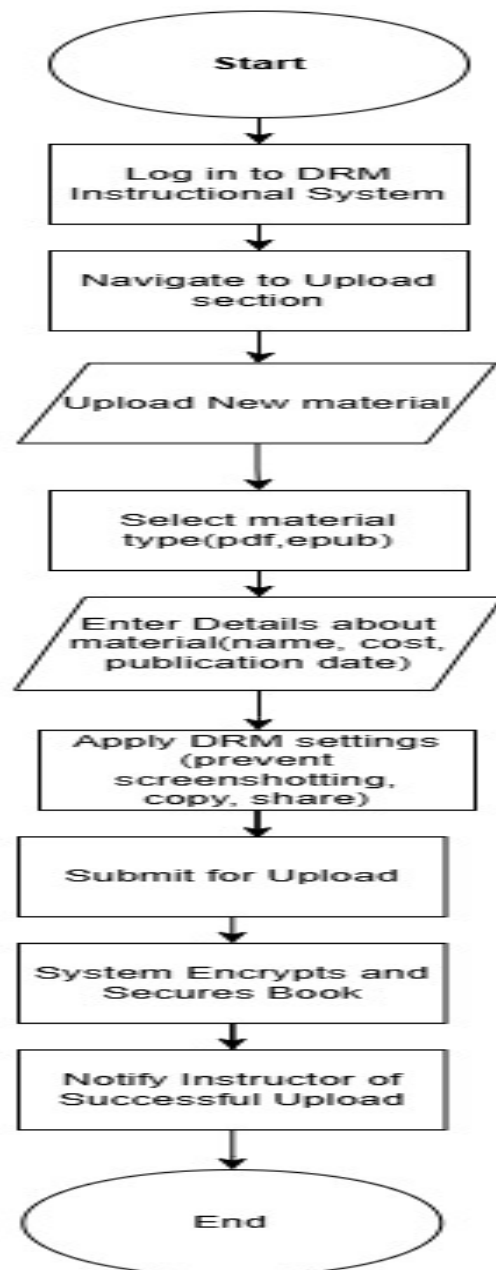 Start
Log in to DRM
Instructional System
Navigate to Upload
section
Upload New material
Select material
type(pdf,epub)
Enter Details about
material(name, cost,
publication date)
Apply DRM settings
(prevent
screenshotting,
copy, share)
Submit for Upload
System Encrypts and
Secures Book
Notify Instructor of
Successful Upload
End